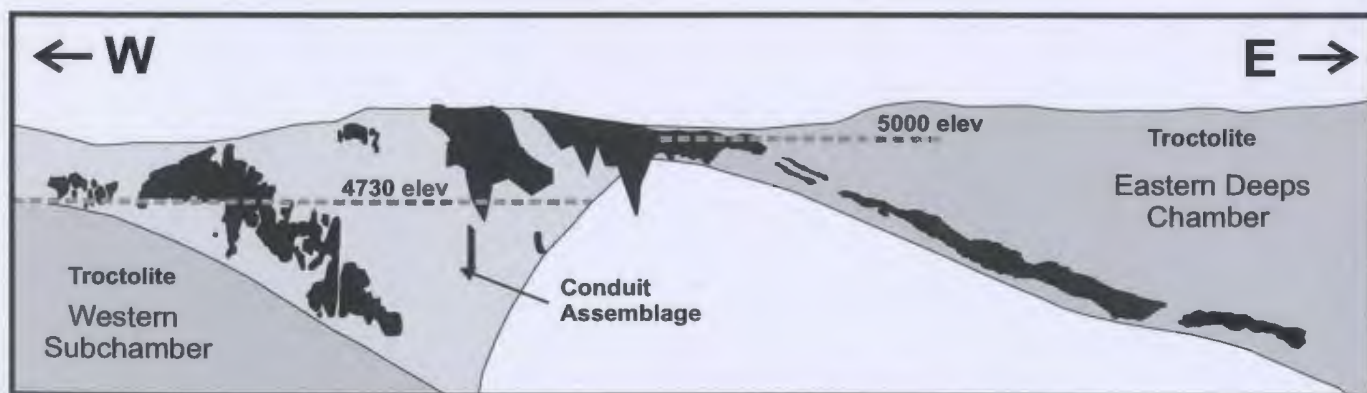 ← W
E →
5000 elev
Troctolite
Eastern Deeps
Chamber
4730 elev
Troctolite
Western
Subchamber
Conduit
Assemblage